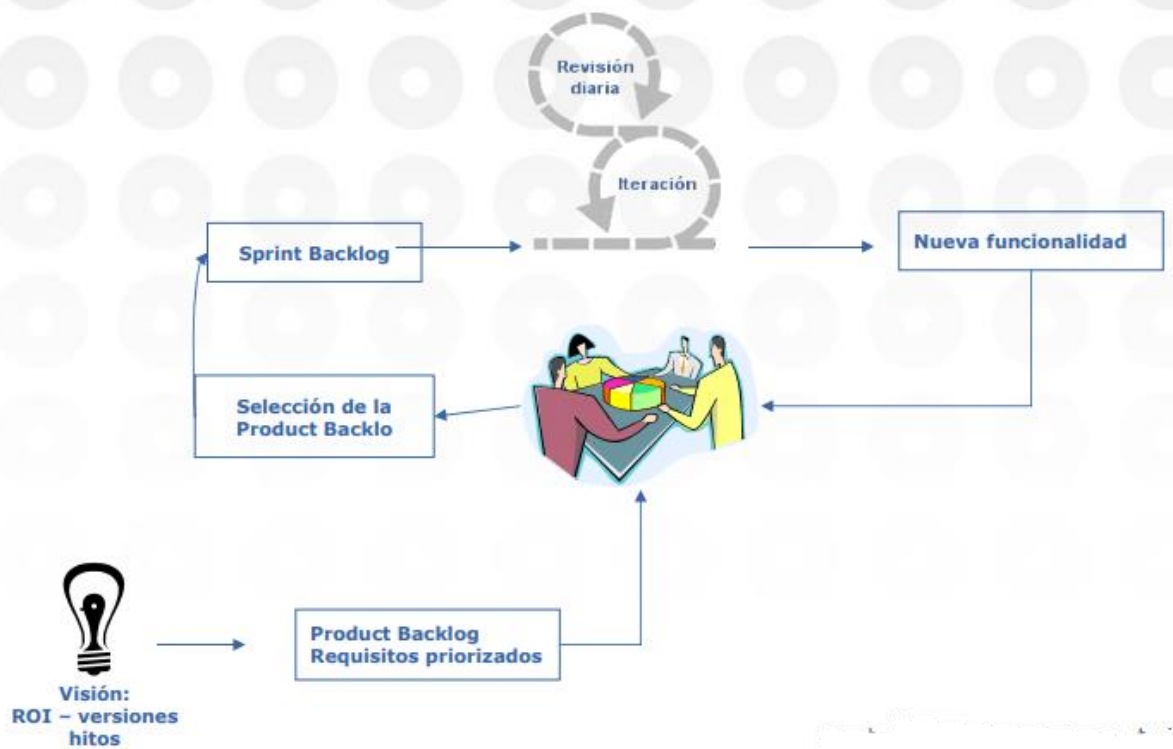 Revisión
diaria
Iteración
Sprint Backlog
Nueva funcionalidad
Selección de la
Product Backlo
Product Backlog
Requisitos priorizados
Visión:
ROI – versiones
hitos